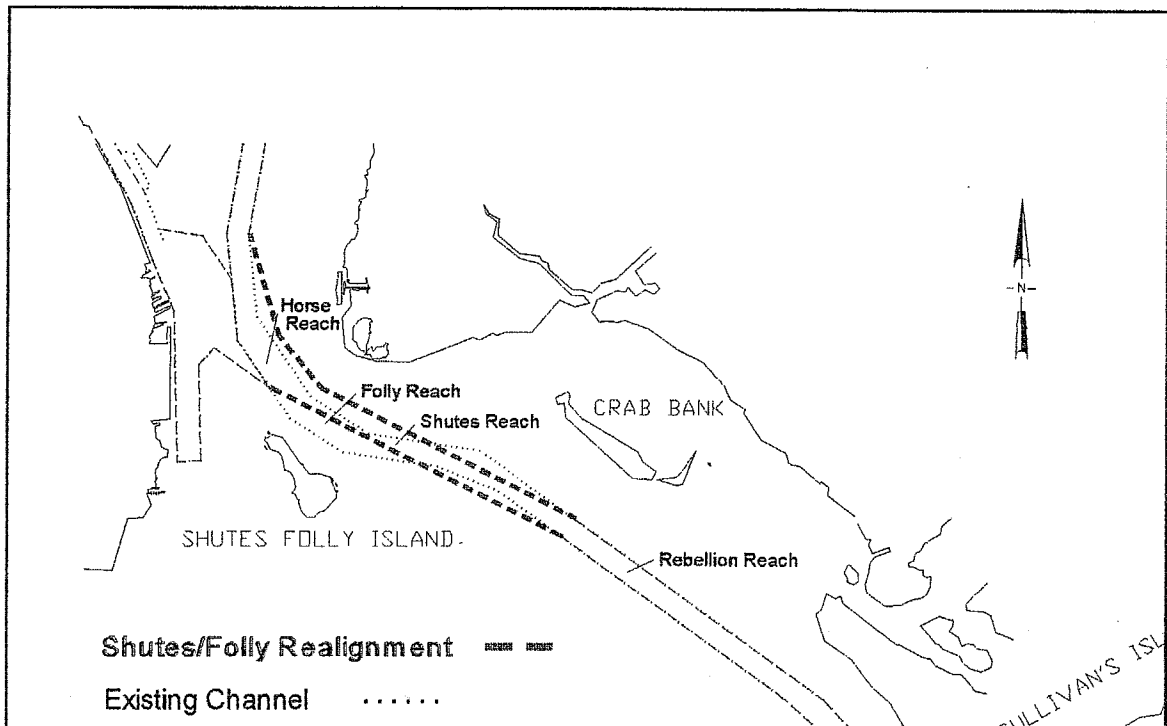 -N-
Horse
Reach
Folly Reach
CRAB BANK
Shutes Reach
SHUTES FOLLY ISLAND
Rebellion Reach
Shutes/Folly Realignment
Existing Channel
SULLIVAN'S ISL